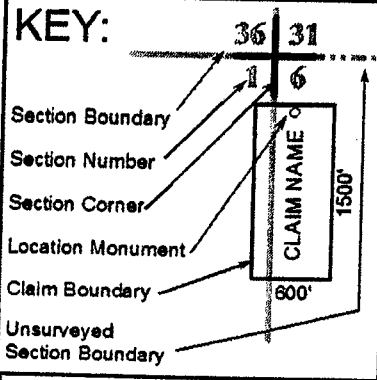 KEY:
36 31
1 6
Section Boundary
Section Number
Section Corner
Location Monument
Claim Boundary
Unsurveyed
Section Boundary
CLAIM NAME
1500'
600'